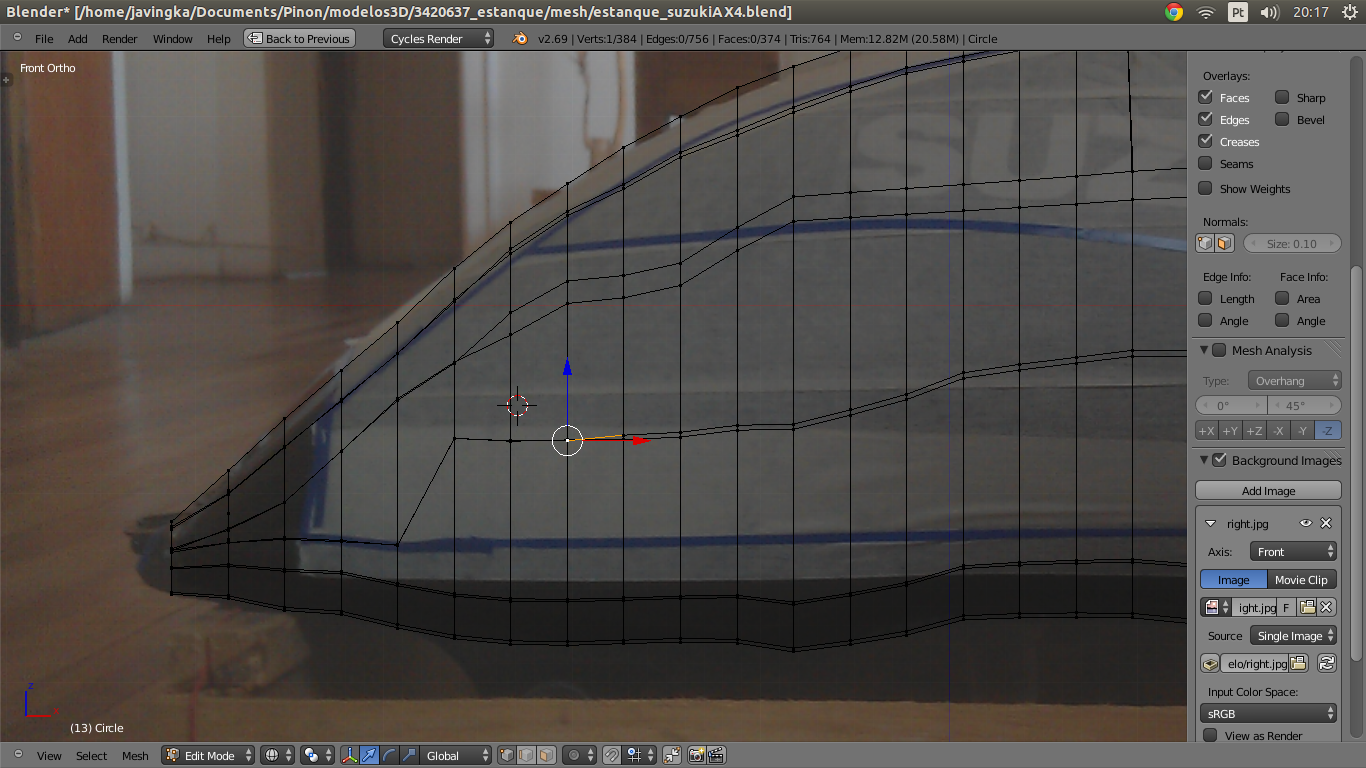 Blender* [/home/javingka/Documents/Pinon/modelos3D/3420637_estanque/mesh/estanque_suzukiAX4.blend]
Pt
20:17
File Add Render Window Help Back to Previous Cycles Render v2.69 | Verts:1/384 | Edges:0/756 | Faces:0/374 | Tris:764 | Mem:12.82M (20.58M) | Circle
Front Ortho
SUZ
Overlays:
Faces Sharp
Edges Bevel
Creases
Seams
Show Weights
Normals:
Size: 0.10
Edge Info: Face Info:
Length Area
Angle Angle
Mesh Analysis
Type: Overhang
0° 45°
+X +Y +Z -X -Y -Z
Background Images
Add Image
right.jpg
Axis: Front
Image Movie Clip
ight.jpg F
Source Single Image
elo/right.jpg
Input Color Space:
sRGB
View as Render
z
(13) Circle
View Select Mesh Edit Mode Global